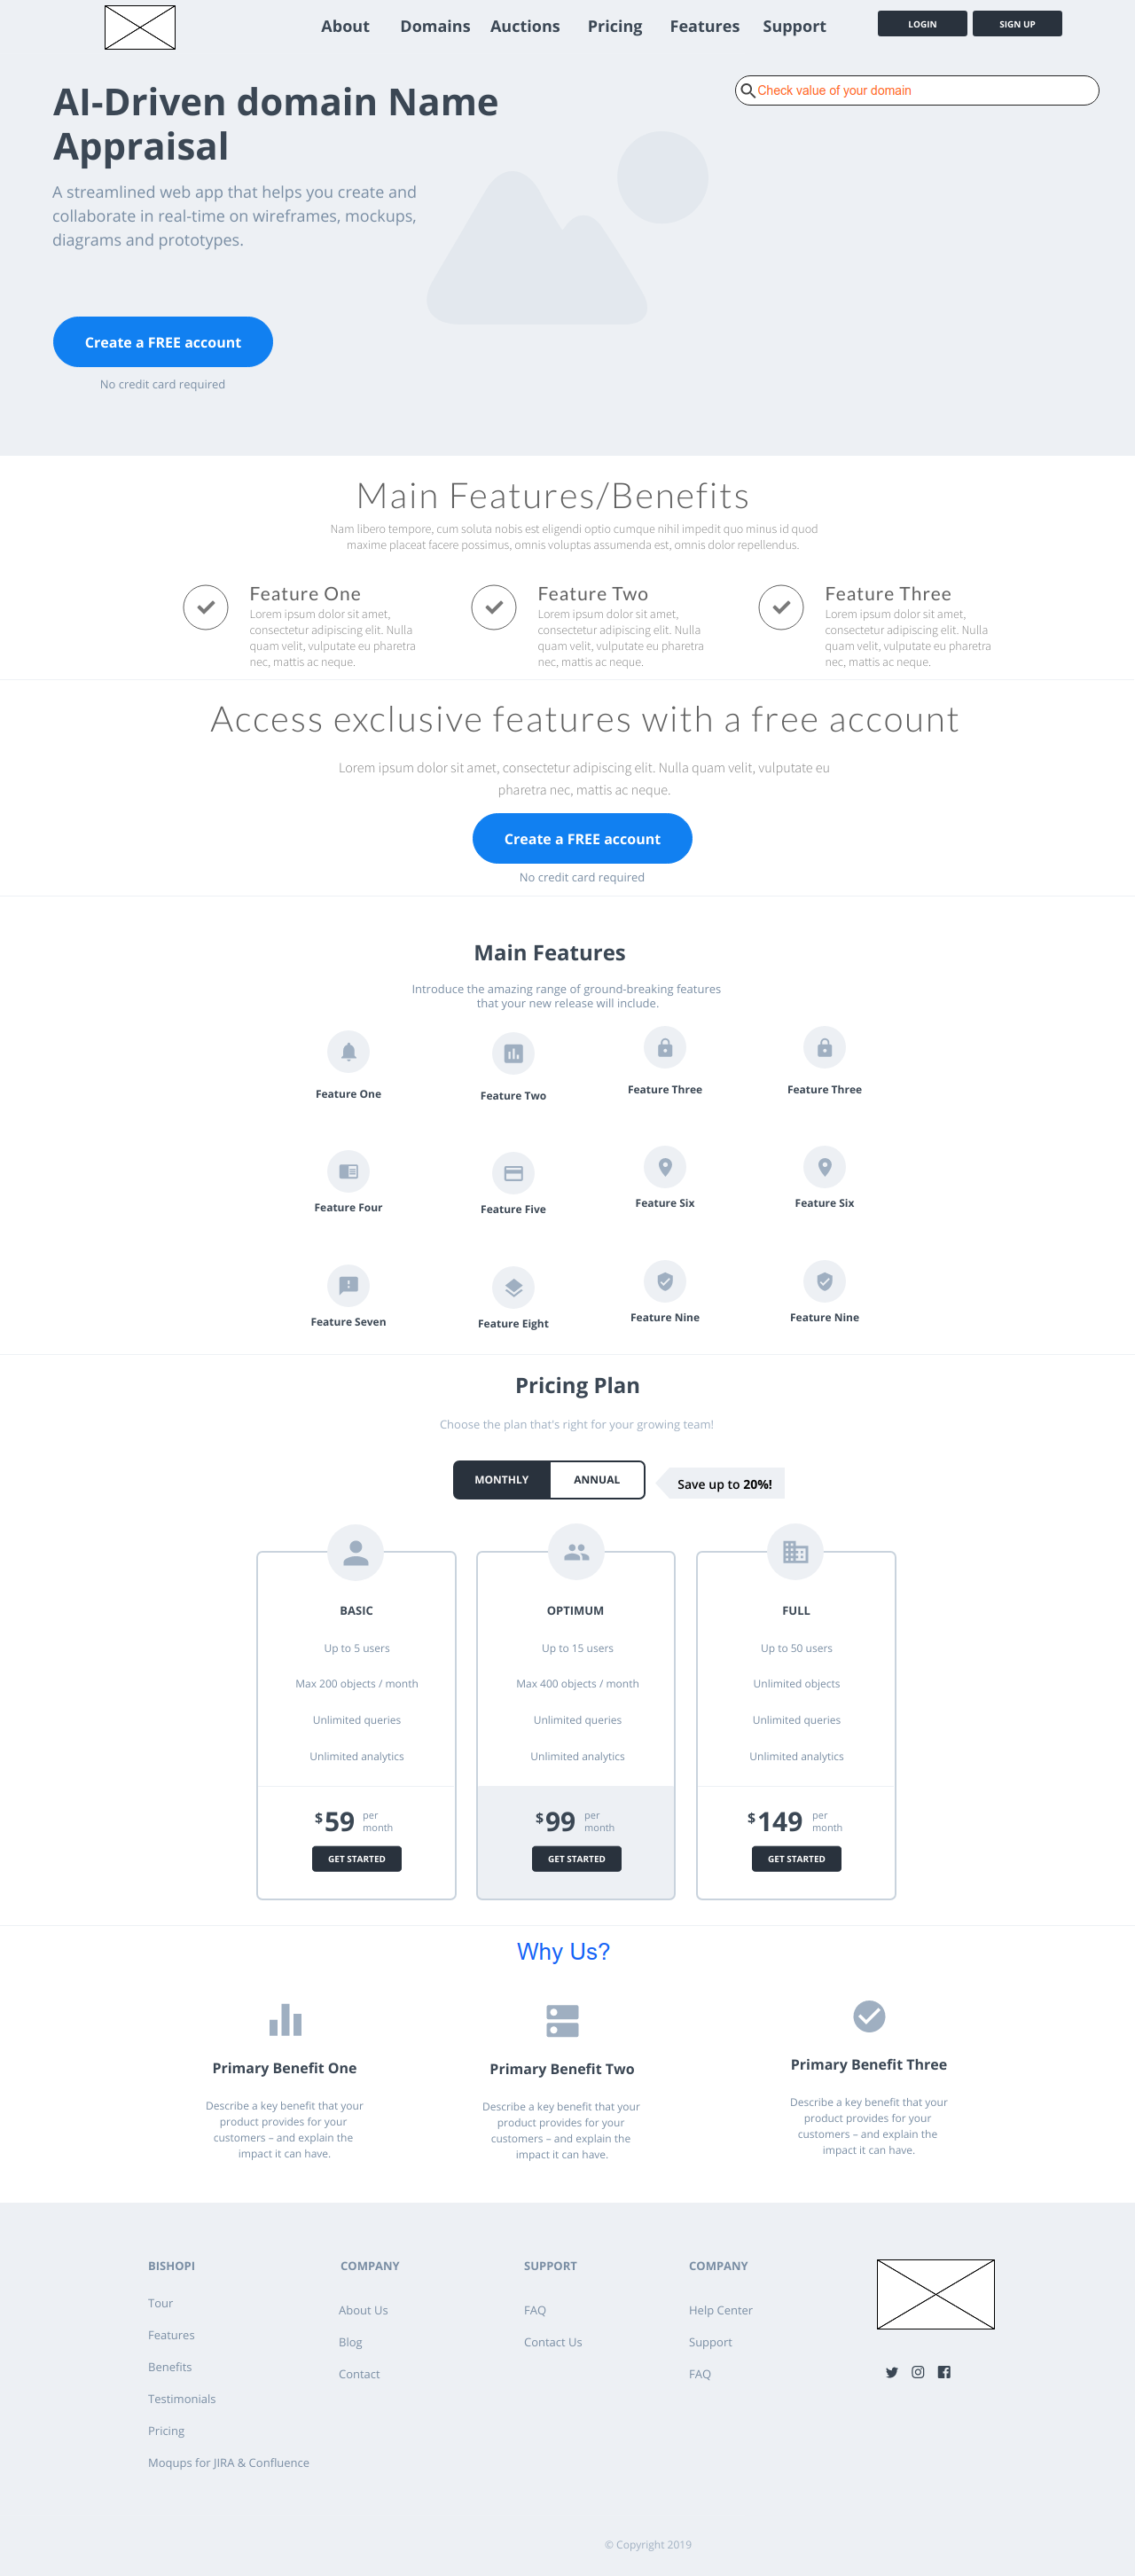 About Domains Auctions Pricing Features Support LOGIN SIGN UP
Check value of your domain
AI-Driven domain Name
Appraisal
A streamlined web app that helps you create and
collaborate in real-time on wireframes, mockups,
diagrams and prototypes.
Create a FREE account
No credit card required
Main Features/Benefits
Nam libero tempore, cum soluta nobis est eligendi optio cumque nihil impedit quo minus id quod
maxime placeat facere possimus, omnis voluptas assumenda est, omnis dolor repellendus.
Feature One
Lorem ipsum dolor sit amet,
consectetur adipiscing elit. Nulla
quam velit, vulputate eu pharetra
nec, mattis ac neque.
Feature Two
Lorem ipsum dolor sit amet,
consectetur adipiscing elit. Nulla
quam velit, vulputate eu pharetra
nec, mattis ac neque.
Feature Three
Lorem ipsum dolor sit amet,
consectetur adipiscing elit. Nulla
quam velit, vulputate eu pharetra
nec, mattis ac neque.
Access exclusive features with a free account
Lorem ipsum dolor sit amet, consectetur adipiscing elit. Nulla quam velit, vulputate eu
pharetra nec, mattis ac neque.
Create a FREE account
No credit card required
Main Features
Introduce the amazing range of ground-breaking features
that your new release will include.
Feature One Feature Two Feature Three Feature Three
Feature Four Feature Five Feature Six Feature Six
Feature Seven Feature Eight Feature Nine Feature Nine
Pricing Plan
Choose the plan that's right for your growing team!
MONTHLY ANNUAL Save up to 20%!
BASIC
Up to 5 users
Max 200 objects / month
Unlimited queries
Unlimited analytics
$59 per
month
GET STARTED
OPTIMUM
Up to 15 users
Max 400 objects / month
Unlimited queries
Unlimited analytics
$99 per
month
GET STARTED
FULL
Up to 50 users
Unlimited objects
Unlimited queries
Unlimited analytics
$149 per
month
GET STARTED
Why Us?
Primary Benefit One
Describe a key benefit that your
product provides for your
customers – and explain the
impact it can have.
Primary Benefit Two
Describe a key benefit that your
product provides for your
customers – and explain the
impact it can have.
Primary Benefit Three
Describe a key benefit that your
product provides for your
customers – and explain the
impact it can have.
BISHOPI
Tour
Features
Benefits
Testimonials
Pricing
Moqups for JIRA & Confluence
COMPANY
About Us
Blog
Contact
SUPPORT
FAQ
Contact Us
COMPANY
Help Center
Support
FAQ
© Copyright 2019